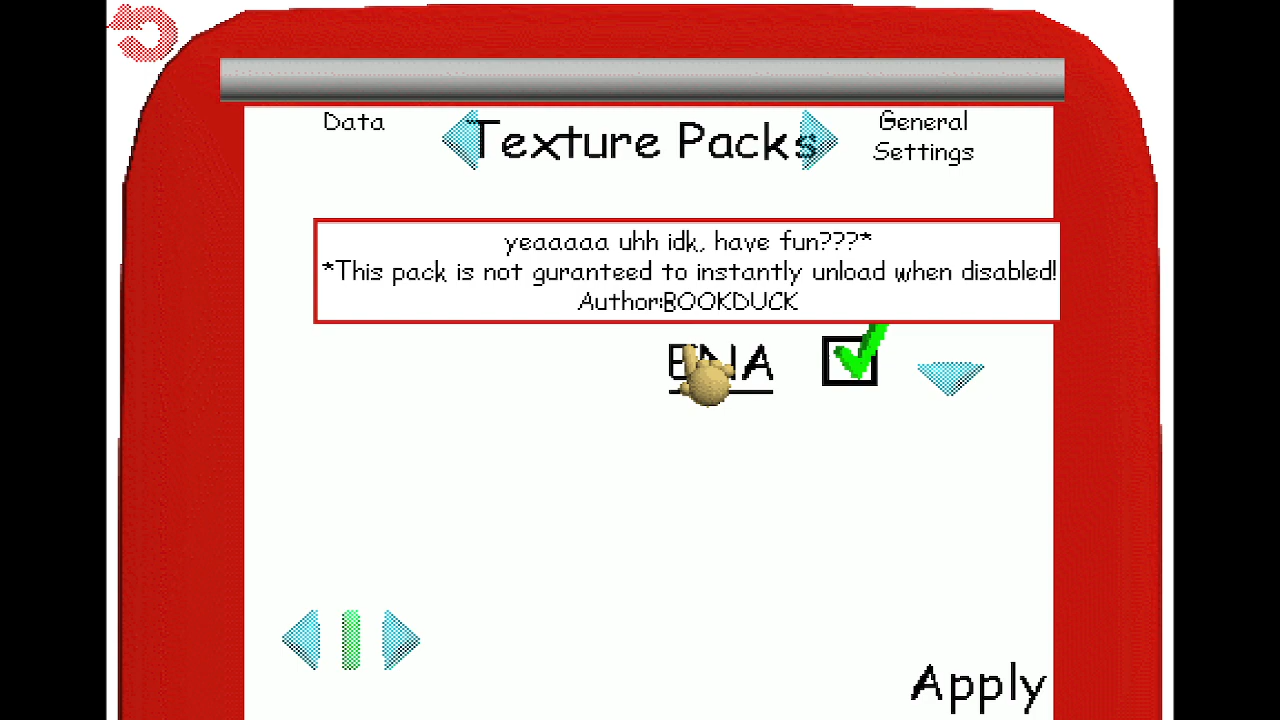 Data
Texture Packs
General
Settings
yeaaaaa uhh idk, have fun???*
*This pack is not guranteed to instantly unload when disabled!
Author:BOOKDUCK
ENA
Apply